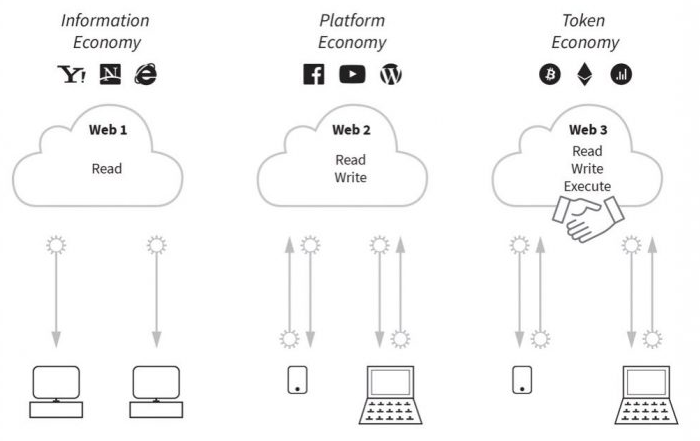 Information
Economy
Platform
Economy
Token
Economy
Y!
N
Web 1
Read
Web 2
Read
Write
Web 3
Read
Write
Execute